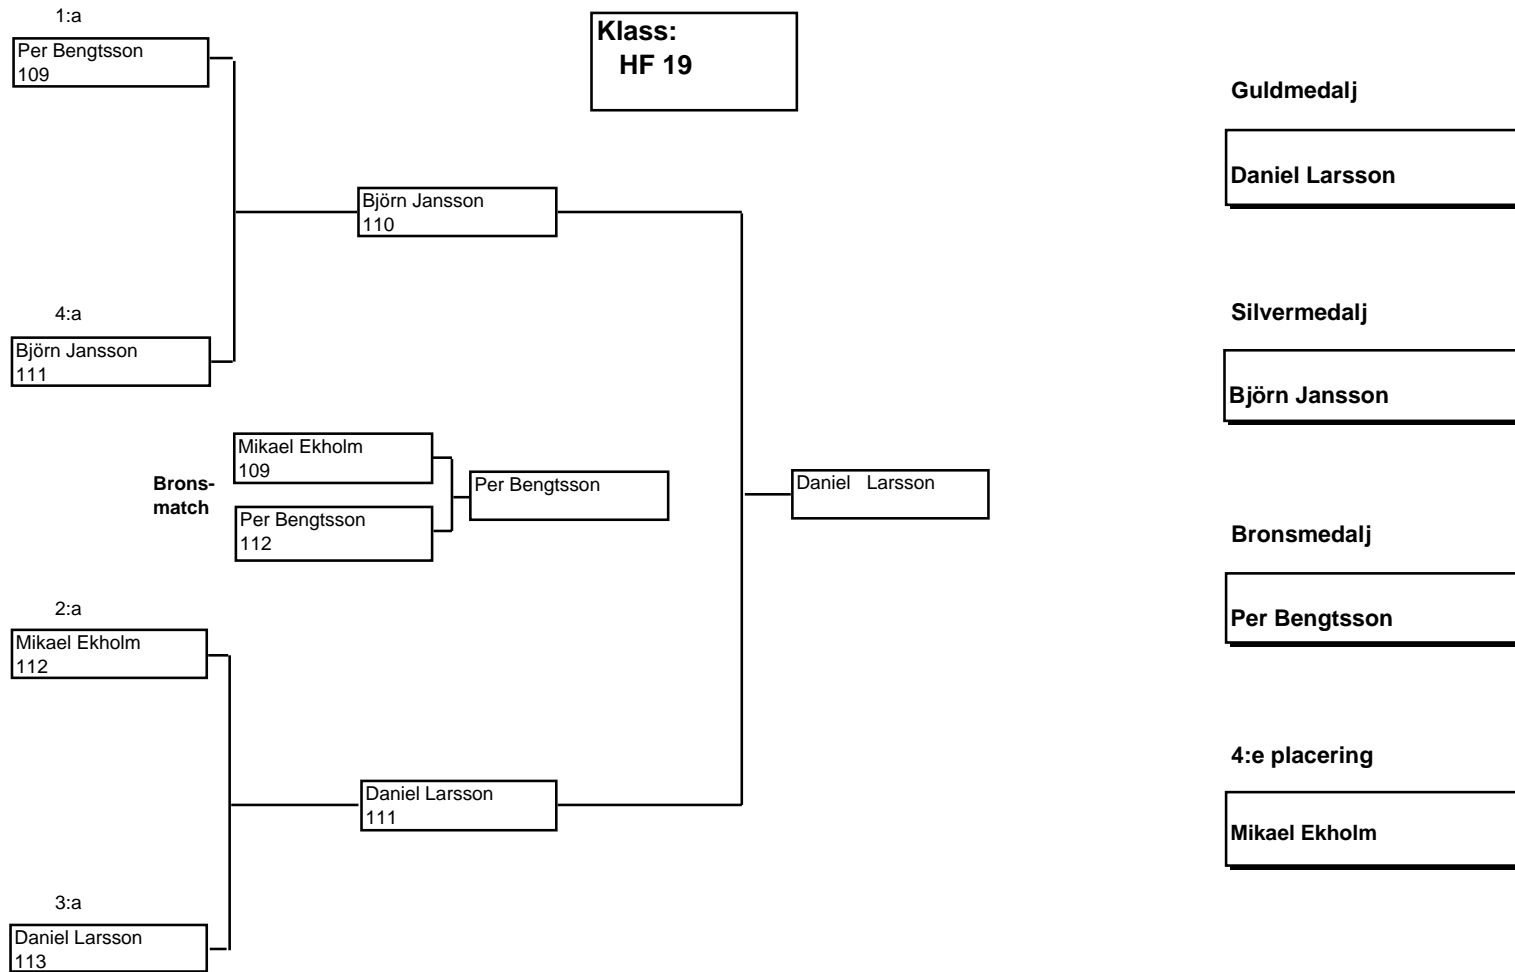 1:a
Per Bengtsson
109
Klass:
HF 19
Guldmedalj
Daniel Larsson
Björn Jansson
110
4:a
Björn Jansson
111
Silvermedalj
Björn Jansson
Brons-
match
Mikael Ekholm
109
Per Bengtsson
112
Per Bengtsson
Daniel Larsson
Bronsmedalj
Per Bengtsson
2:a
Mikael Ekholm
112
Daniel Larsson
111
4:e placering
Mikael Ekholm
3:a
Daniel Larsson
113